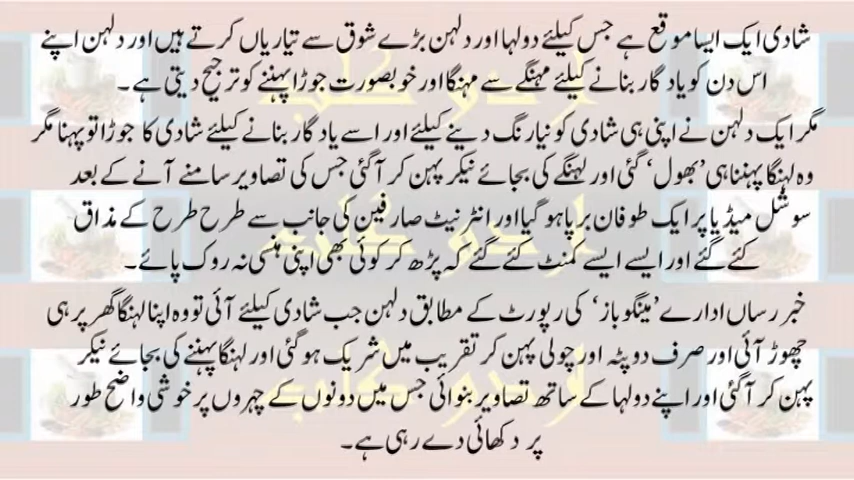 شادی ایک ایسا موقع ہے جس کیلئے دولہا اور دلہن بڑے شوق سے تیاریاں کرتے ہیں اور دلہن اپنے
اس دن کو یاد گار بنانے کیلئے مہنگے سے مہنگا اور خوبصورت جوڑا پہننے کو ترجیح دیتی ہے۔
مگر ایک دلہن نے اپنی ہی شادی کو نیا رنگ دینے کیلئے اور اسے یاد گار بنانے کیلئے شادی کا جوڑا تو پہنا مگر
وہ لہنگا پہننا ہی ’بھول‘ گئی اور لہنگے کی بجائے نیکر پہن کر آ گئی جس کی تصاویر سامنے آنے کے بعد
سوشل میڈیا پر ایک طوفان برپا ہو گیا اور انٹرنیٹ صارفین کی جانب سے طرح طرح کے مذاق
کئے گئے اور ایسے ایسے کمنٹ کئے گئے کہ پڑھ کر کوئی بھی اپنی ہنسی نہ روک پائے۔
خبر رساں ادارے ’مینگو باز‘ کی رپورٹ کے مطابق دلہن جب شادی کیلئے آئی تو وہ اپنا لہنگا گھر پر ہی
چھوڑ آئی اور صرف دوپٹہ اور چولی پہن کر تقریب میں شریک ہو گئی اور لہنگا پہننے کی بجائے نیکر
پہن کر آ گئی اور اپنے دولہا کے ساتھ تصاویر بنوائی جس میں دونوں کے چہروں پر خوشی واضح طور
پر دکھائی دے رہی ہے۔